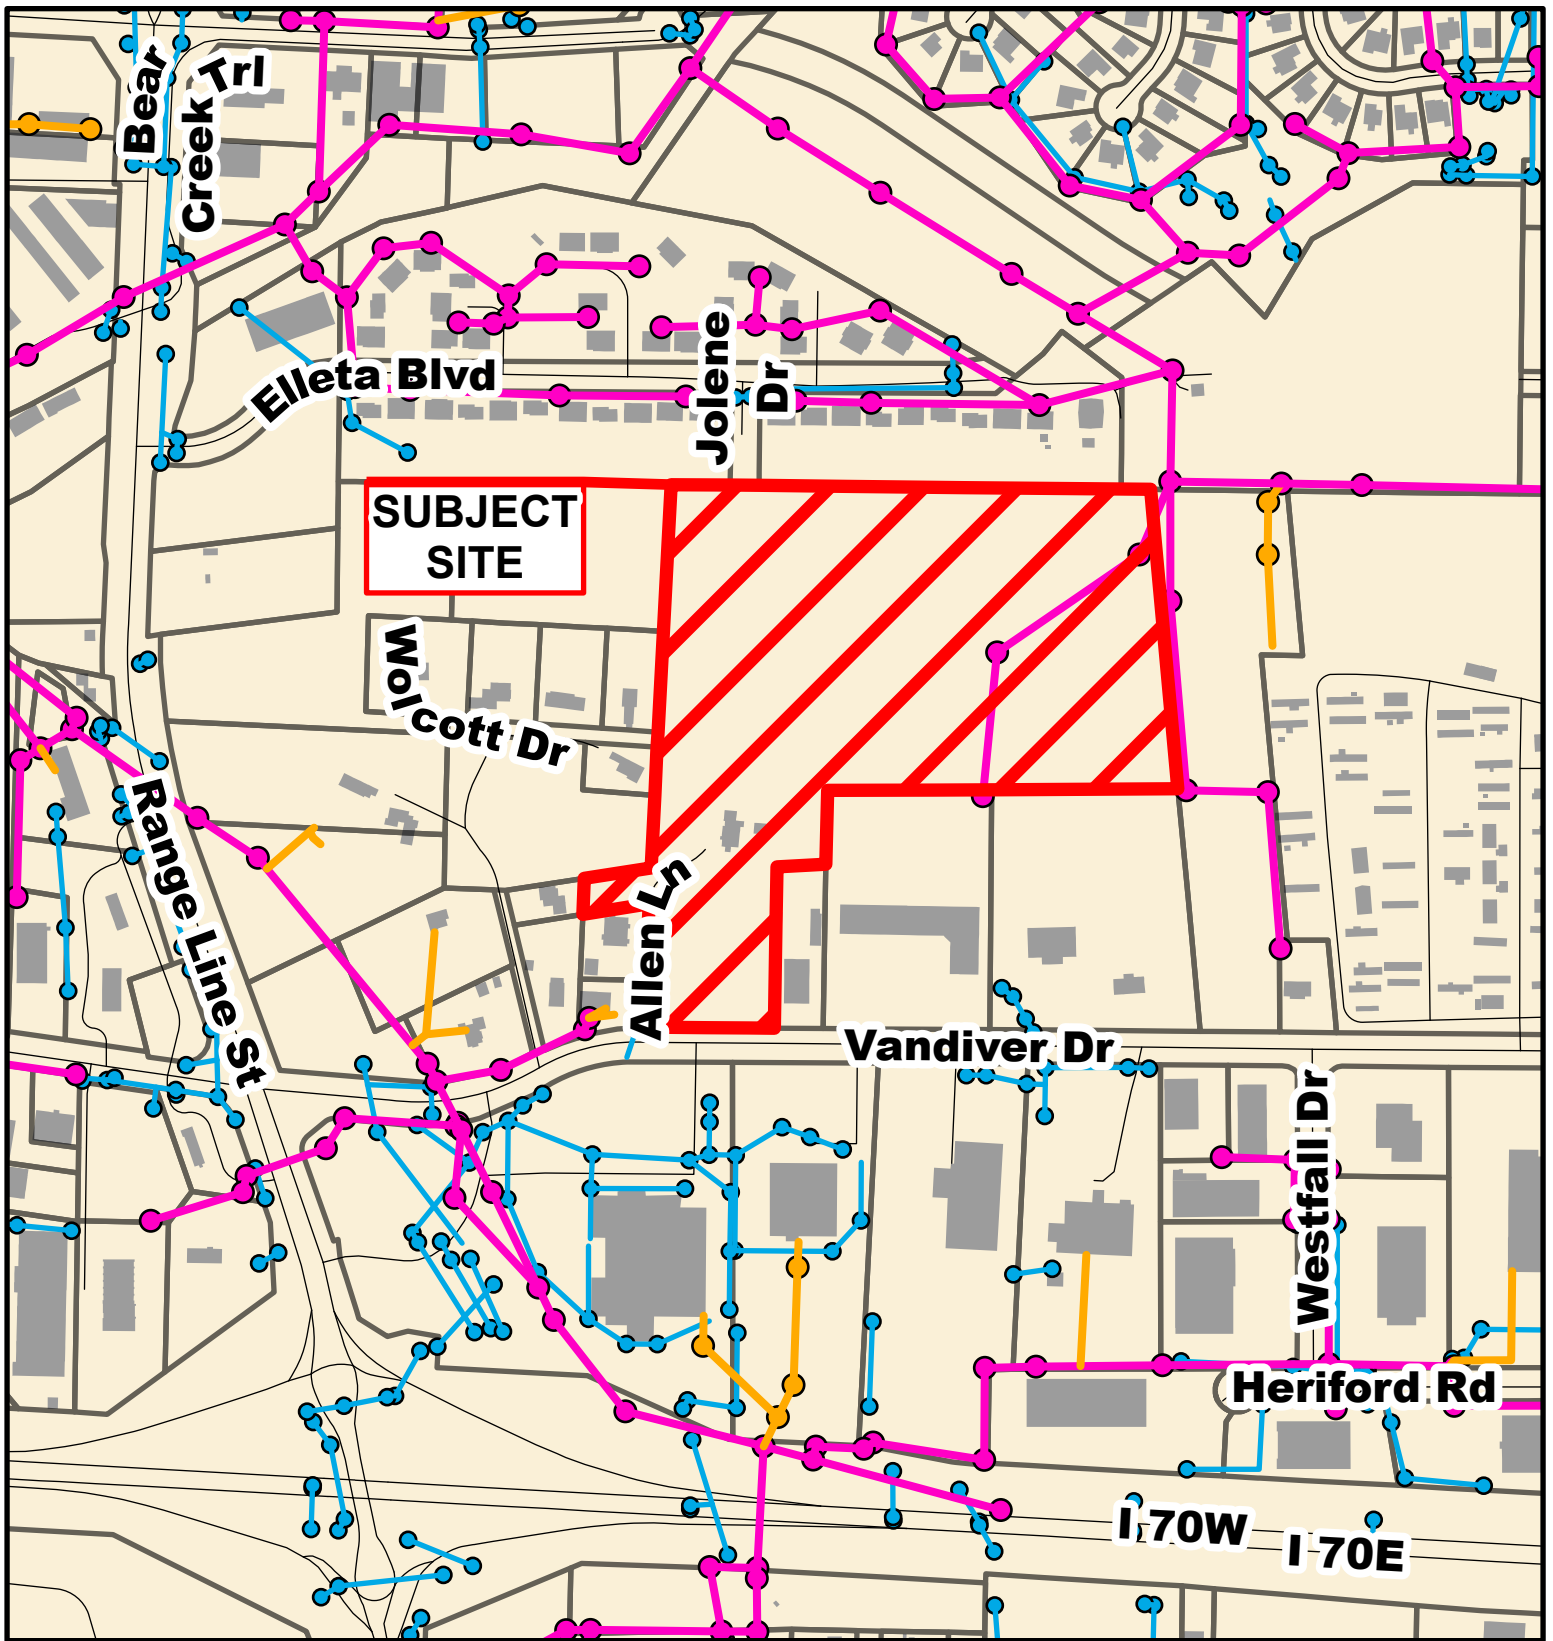 Bear
Creek Trl
Elleta Blvd
Jolene
Dr
SUBJECT
SITE
Wolcott Dr
Range Line St
Allen Ln
Vandiver Dr
Westfall Dr
Heriford Rd
I 70W
I 70E